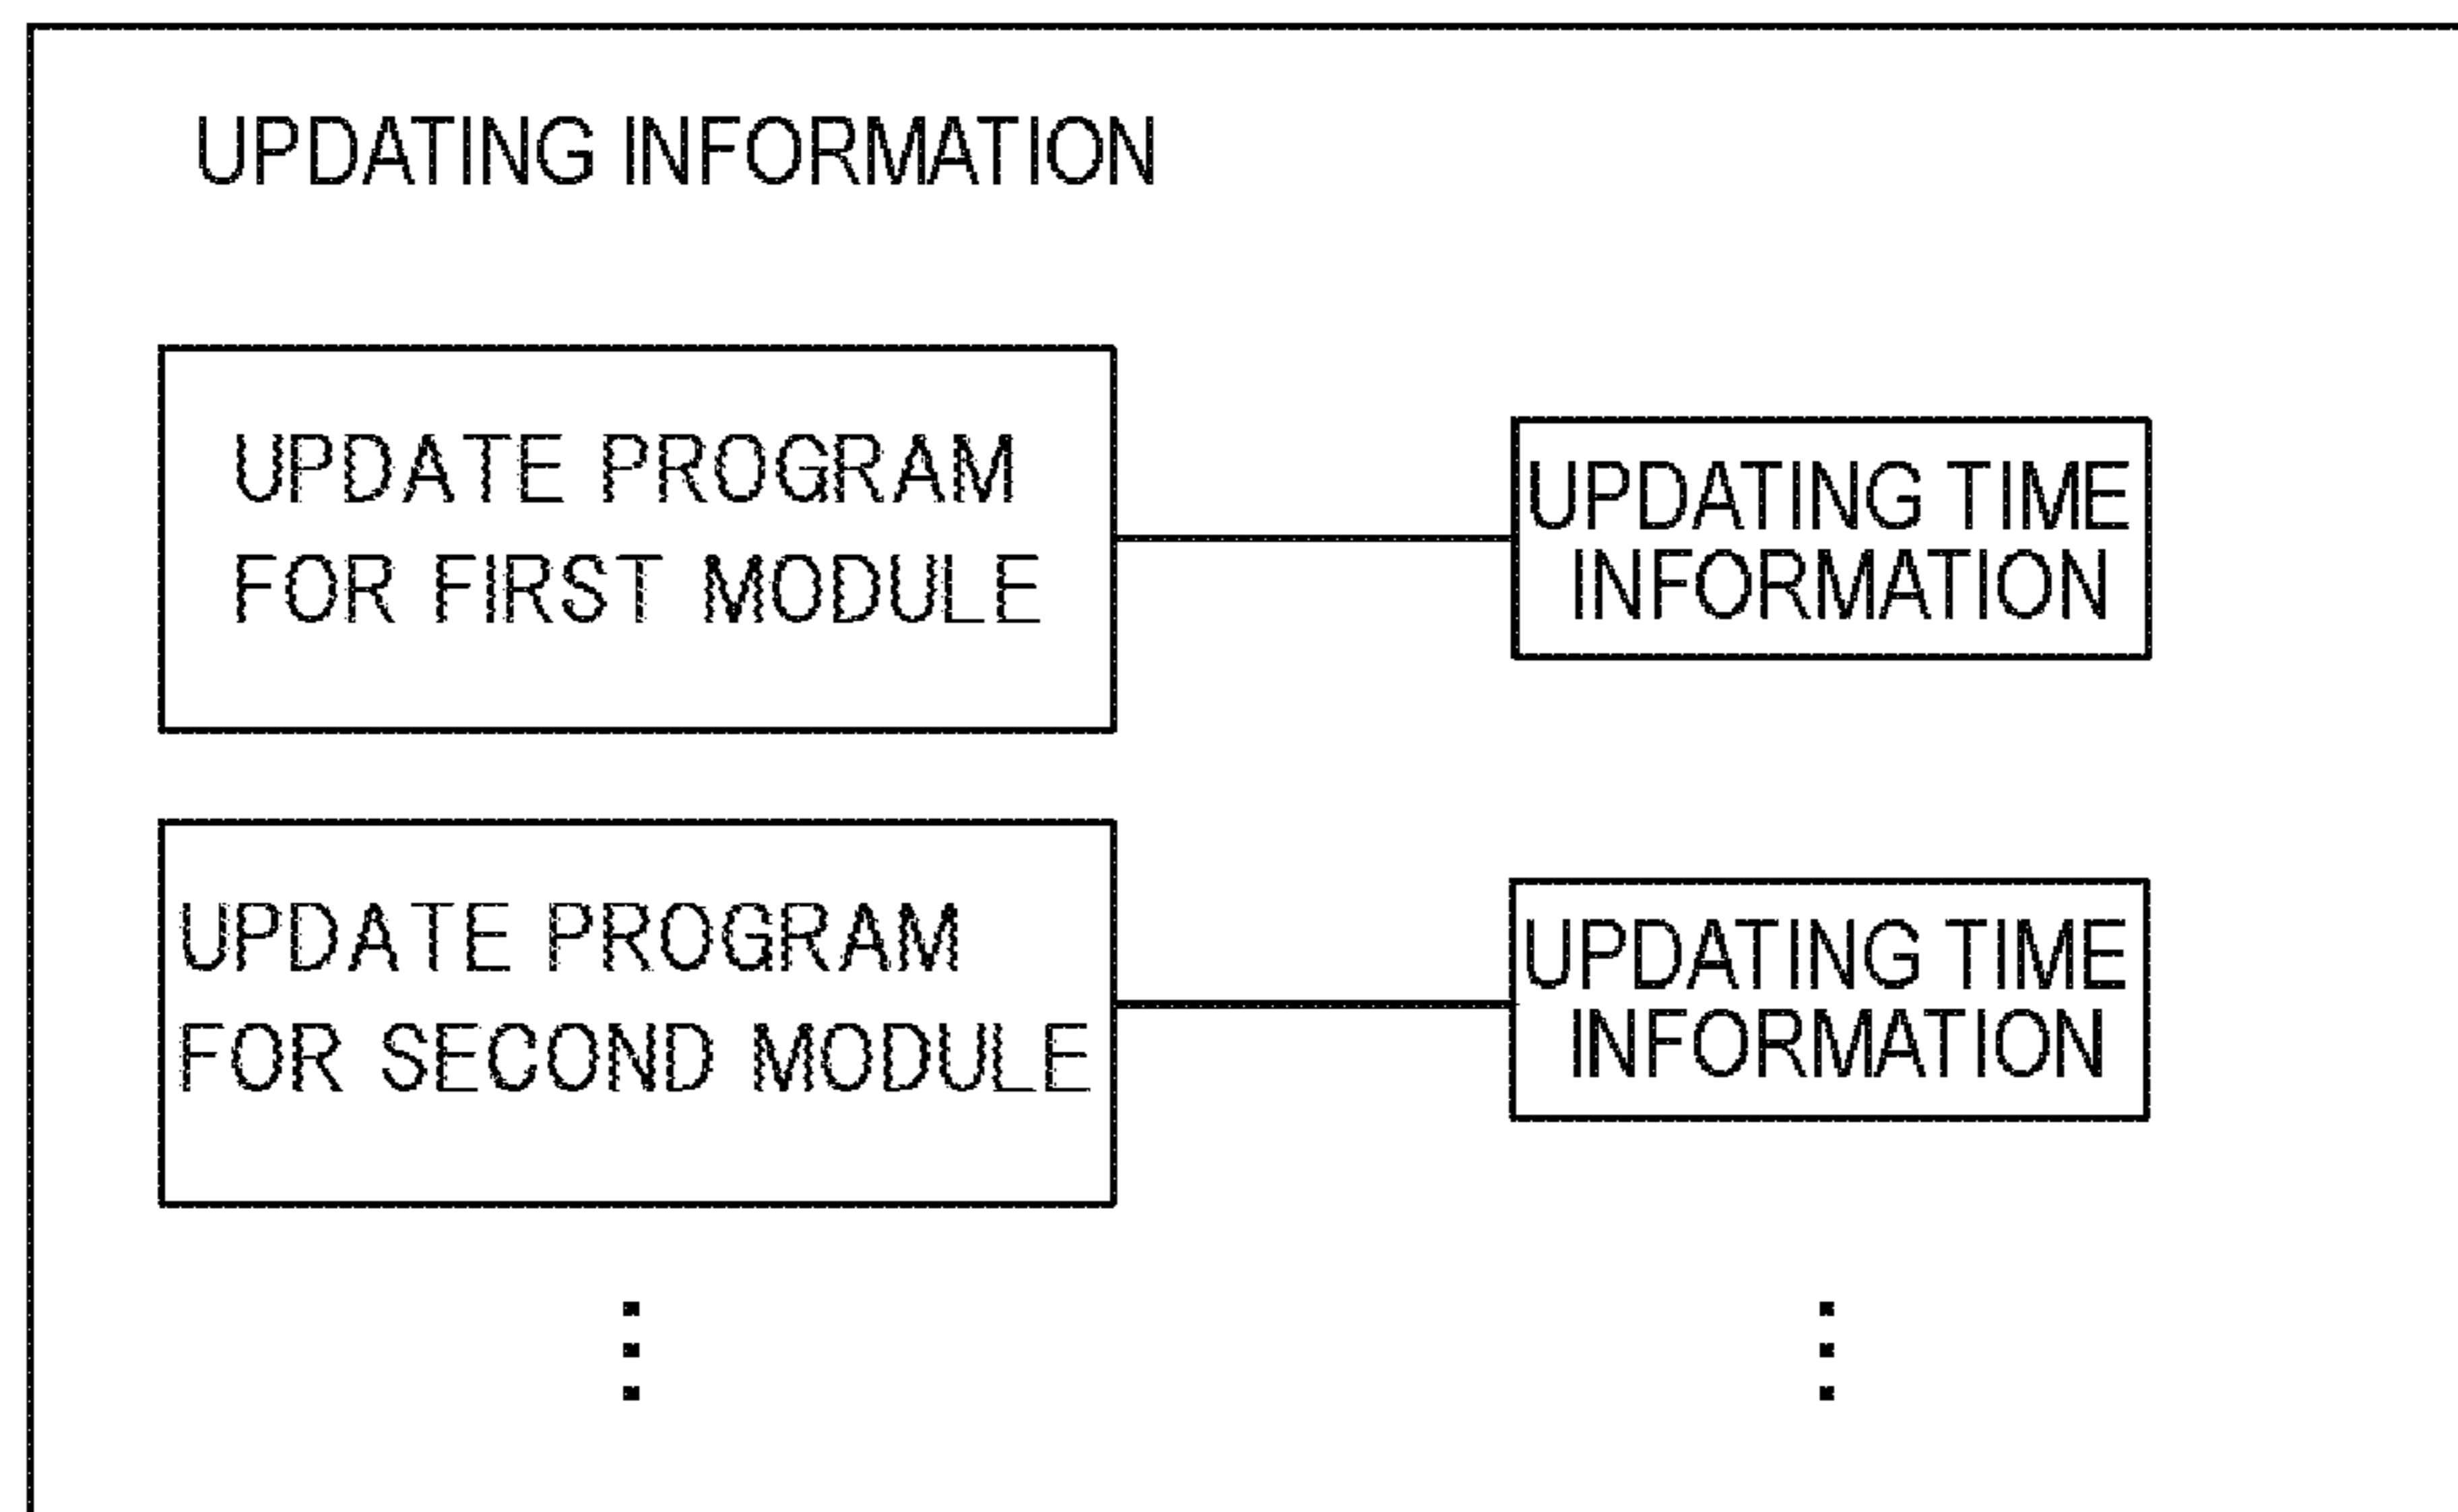 UPDATING INFORMATION
UPDATE PROGRAM
FOR FIRST MODULE
UPDATING TIME
INFORMATION
UPDATE PROGRAM
FOR SECOND MODULE
UPDATING TIME
INFORMATION